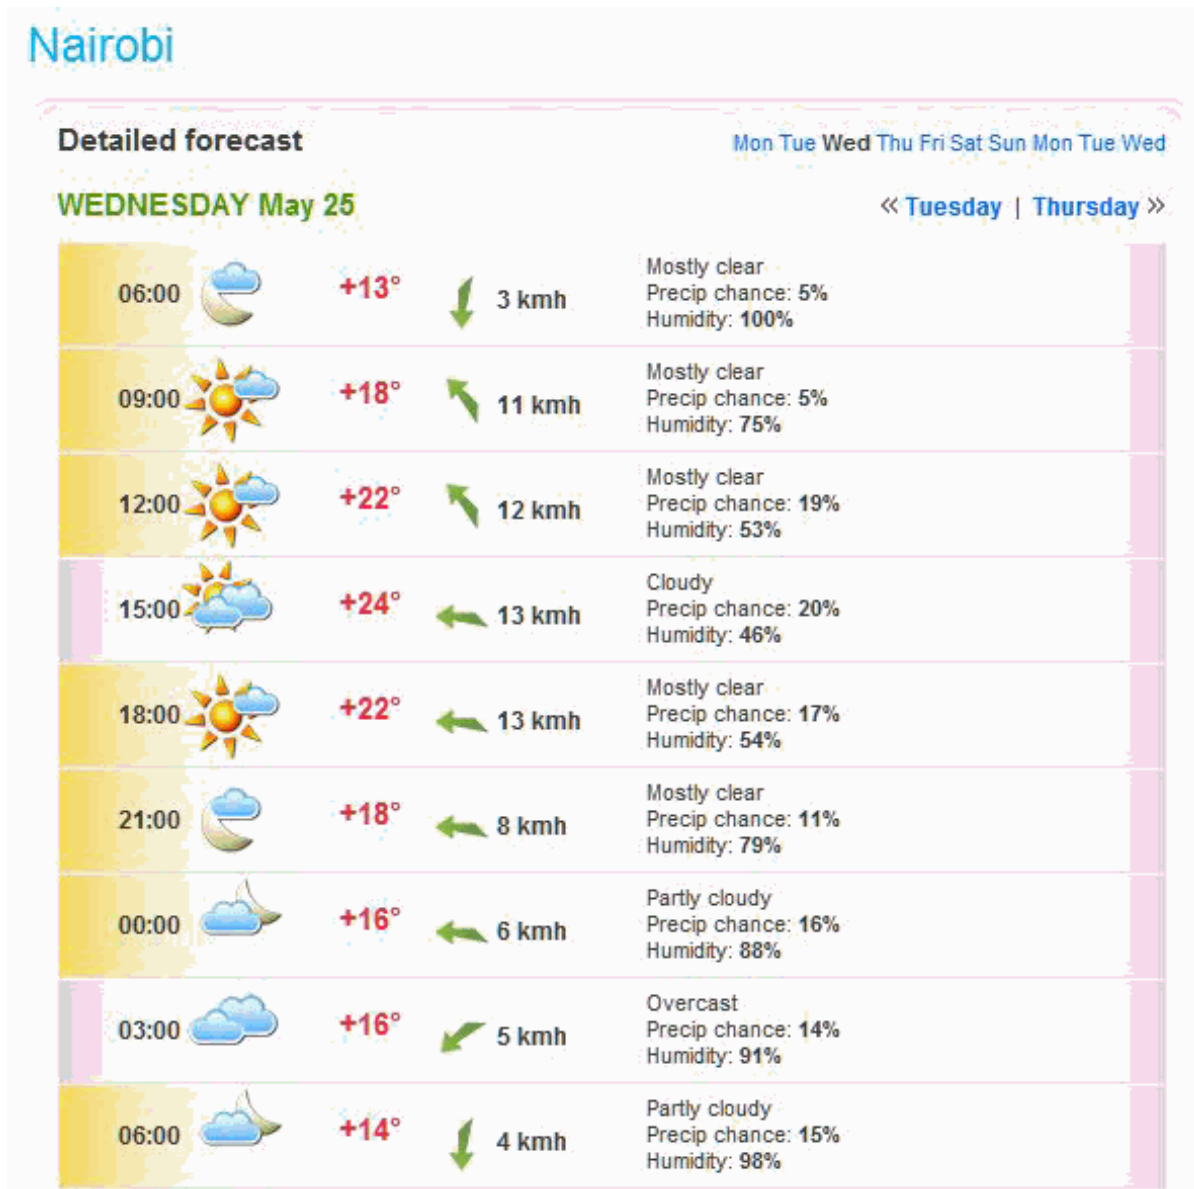 Nairobi
Detailed forecast
Mon Tue Wed Thu Fri Sat Sun Mon Tue Wed
WEDNESDAY May 25
« Tuesday | Thursday »
06:00 +13° 3 kmh
Mostly clear
Precip chance: 5%
Humidity: 100%
09:00 +18° 11 kmh
Mostly clear
Precip chance: 5%
Humidity: 75%
12:00 +22° 12 kmh
Mostly clear
Precip chance: 19%
Humidity: 53%
15:00 +24° 13 kmh
Cloudy
Precip chance: 20%
Humidity: 46%
18:00 +22° 13 kmh
Mostly clear
Precip chance: 17%
Humidity: 54%
21:00 +18° 8 kmh
Mostly clear
Precip chance: 11%
Humidity: 79%
00:00 +16° 6 kmh
Partly cloudy
Precip chance: 16%
Humidity: 88%
03:00 +16° 5 kmh
Overcast
Precip chance: 14%
Humidity: 91%
06:00 +14° 4 kmh
Partly cloudy
Precip chance: 15%
Humidity: 98%